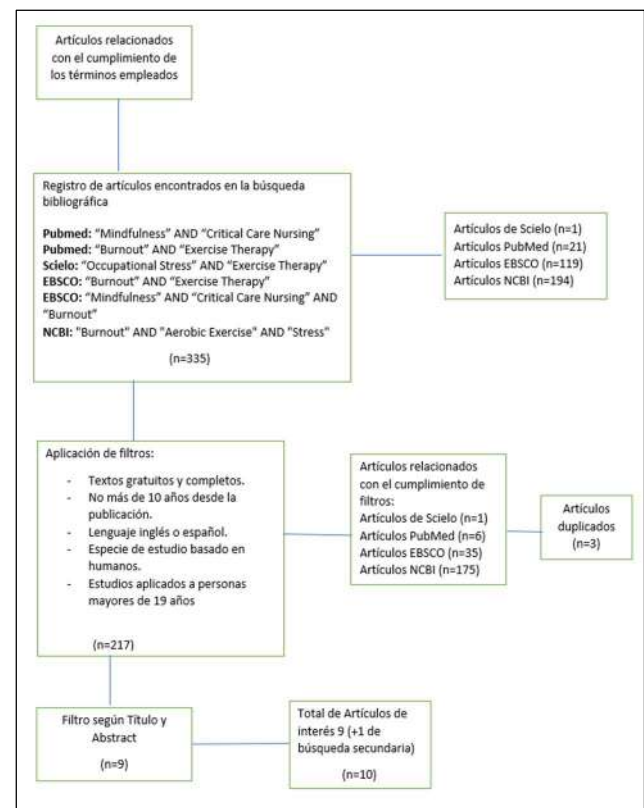 Artículos relacionados
con el cumplimiento de
los términos empleados
Registro de artículos encontrados en la búsqueda
bibliográfica
Pubmed: “Mindfulness” AND “Critical Care Nursing”
Pubmed: “Burnout” AND “Exercise Therapy”
Scielo: “Occupational Stress” AND “Exercise Therapy”
EBSCO: “Burnout” AND “Exercise Therapy”
EBSCO: “Mindfulness” AND “Critical Care Nursing” AND
“Burnout”
NCBI: "Burnout" AND "Aerobic Exercise" AND "Stress"
(n=335)
Artículos de Scielo (n=1)
Artículos PubMed (n=21)
Artículos EBSCO (n=119)
Artículos NCBI (n=194)
Aplicación de filtros:
- Textos gratuitos y completos.
- No más de 10 años desde la
publicación.
- Lenguaje inglés o español.
- Especie de estudio basado en
humanos.
- Estudios aplicados a personas
mayores de 19 años
(n=217)
Artículos relacionados
con el cumplimiento de
filtros:
Artículos de Scielo (n=1)
Artículos PubMed (n=6)
Artículos EBSCO (n=35)
Artículos NCBI (n=175)
Artículos
duplicados
(n=3)
Filtro según Título y
Abstract
(n=9)
Total de Artículos de
interés 9 (+1 de
búsqueda secundaria)
(n=10)